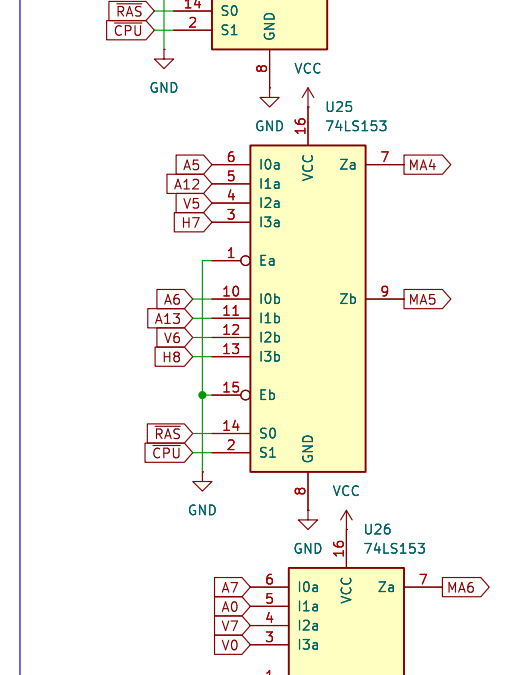 RAS 14 S0
CPU 2 S1
GND
GND
8
VCC
GND
U25
74LS153
16
VCC
A5 6 I0a Za 7 MA4
A12 5 I1a
V5 4 I2a
H7 3 I3a
1 Ea
A6 10 I0b Zb 9 MA5
A13 11 I1b
V6 12 I2b
H8 13 I3b
15 Eb
RAS 14 S0
CPU 2 S1
GND
GND
8
VCC
GND
U26
74LS153
16
VCC
A7 6 I0a Za 7 MA6
A0 5 I1a
V7 4 I2a
V0 3 I3a
1